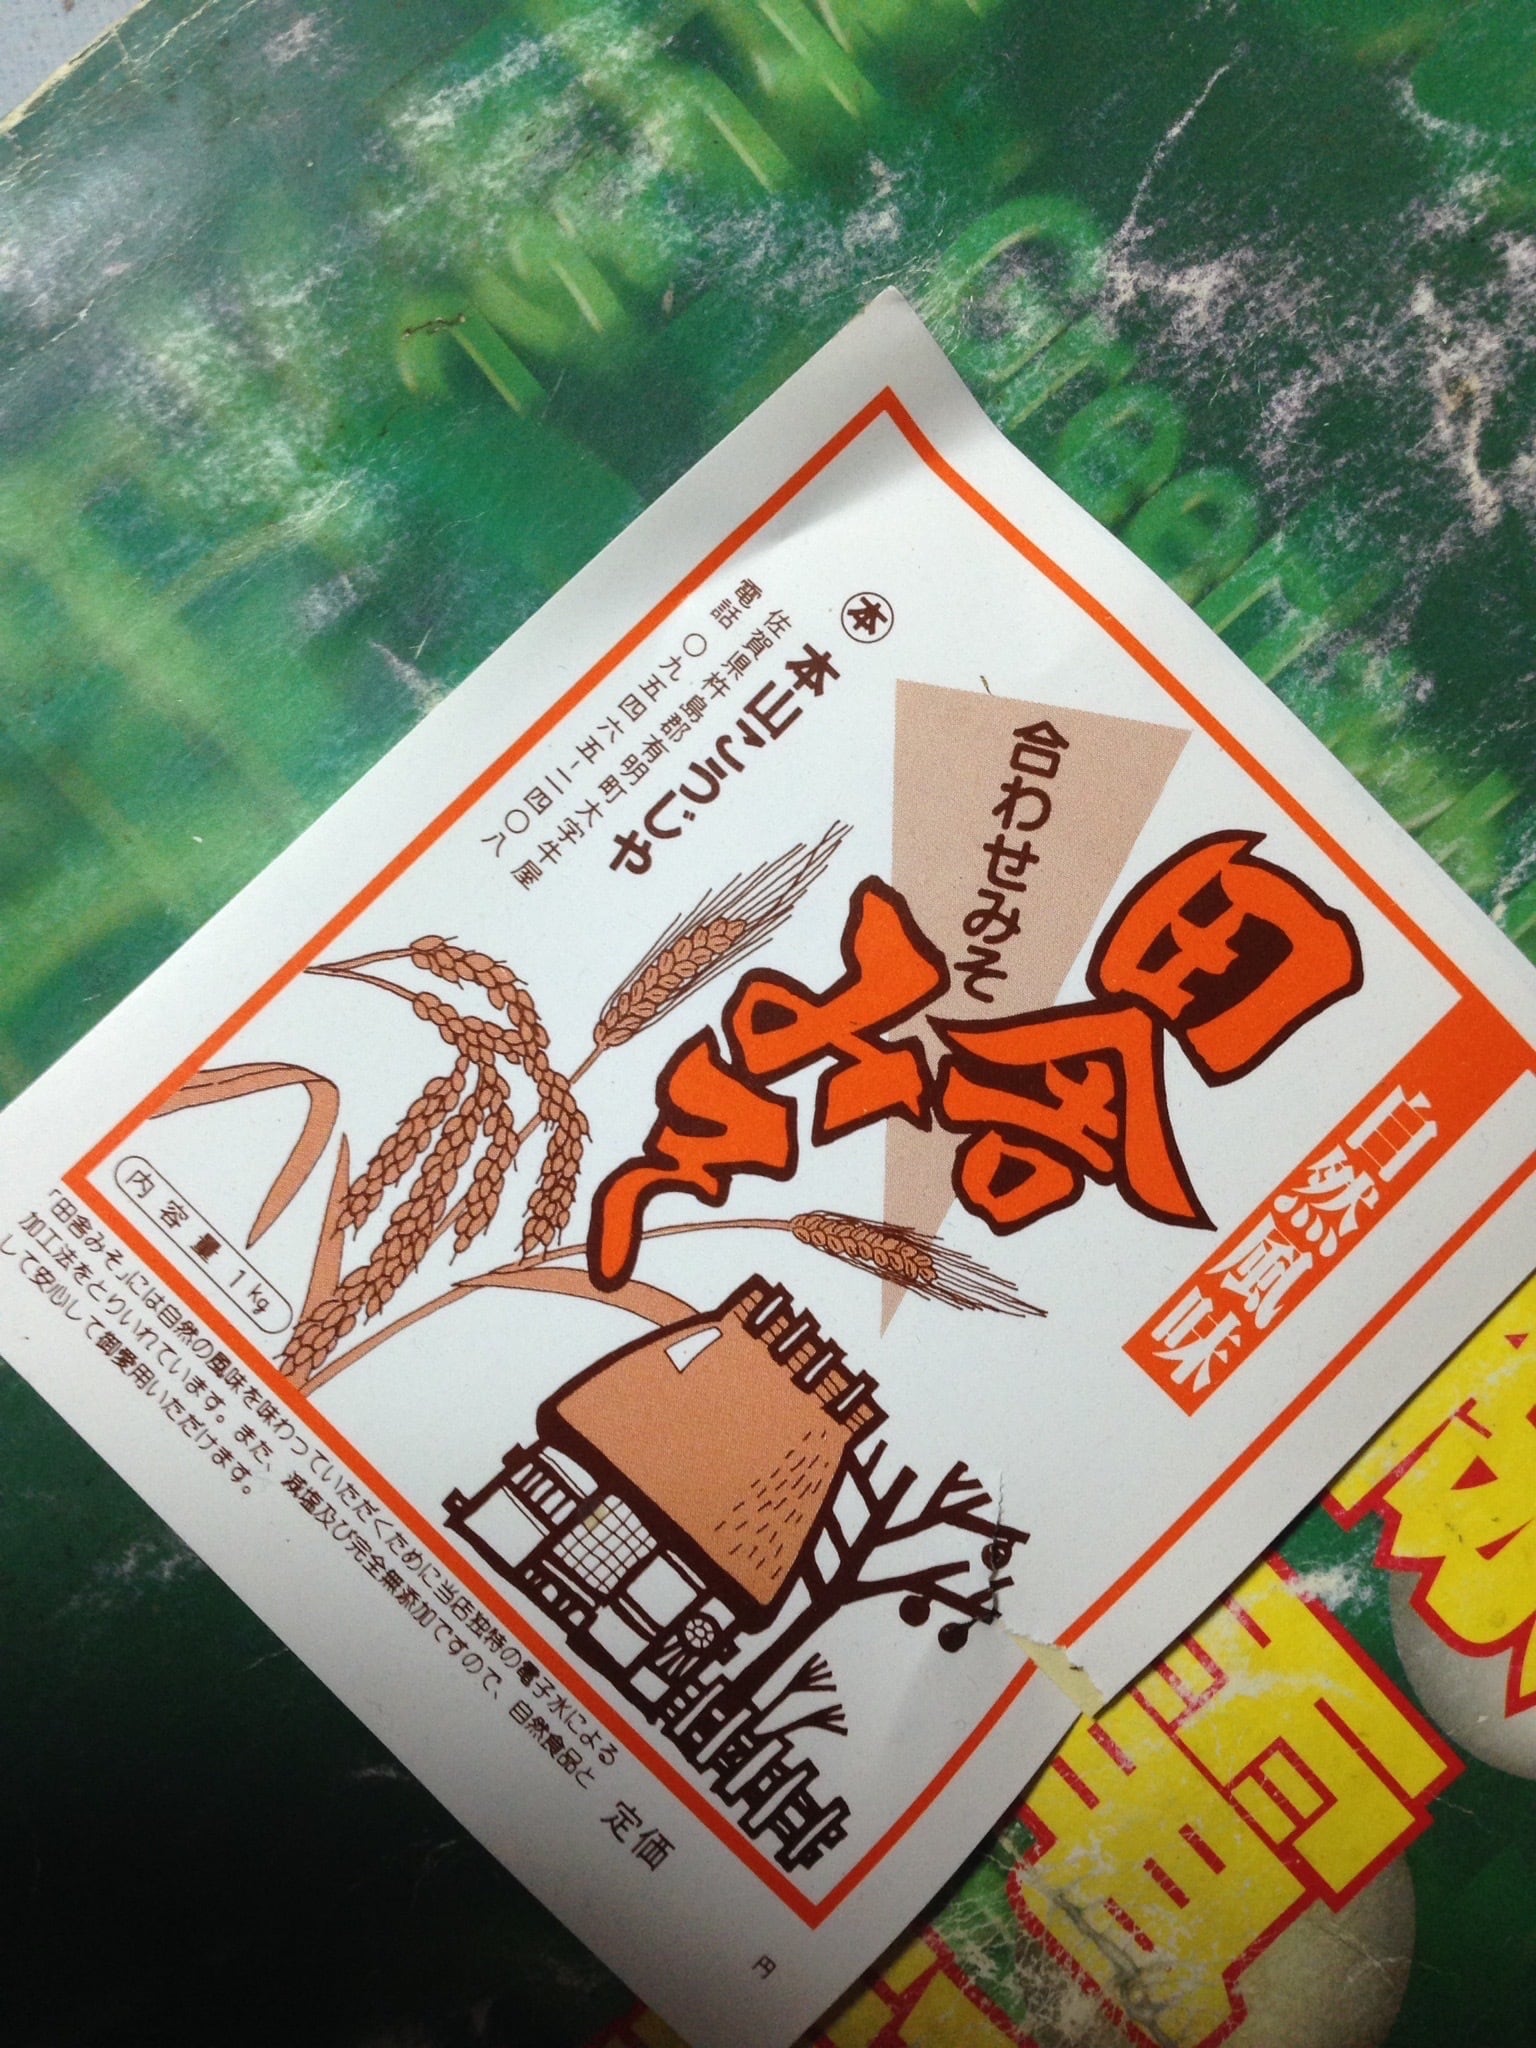 自然風味
田舎みそ
合わせみそ
本
本山こうじや
佐賀県杵島郡有明町大字牛屋
電話〇九五四六五-二四〇八
内容量1kg
「田舎みそ」には自然の風味を味わっていただくために当店独特の電子水による
加工法をとりいれています。また、減塩及び完全無添加ですので、自然食品と
して安心して御愛用いただけます。
定価
円